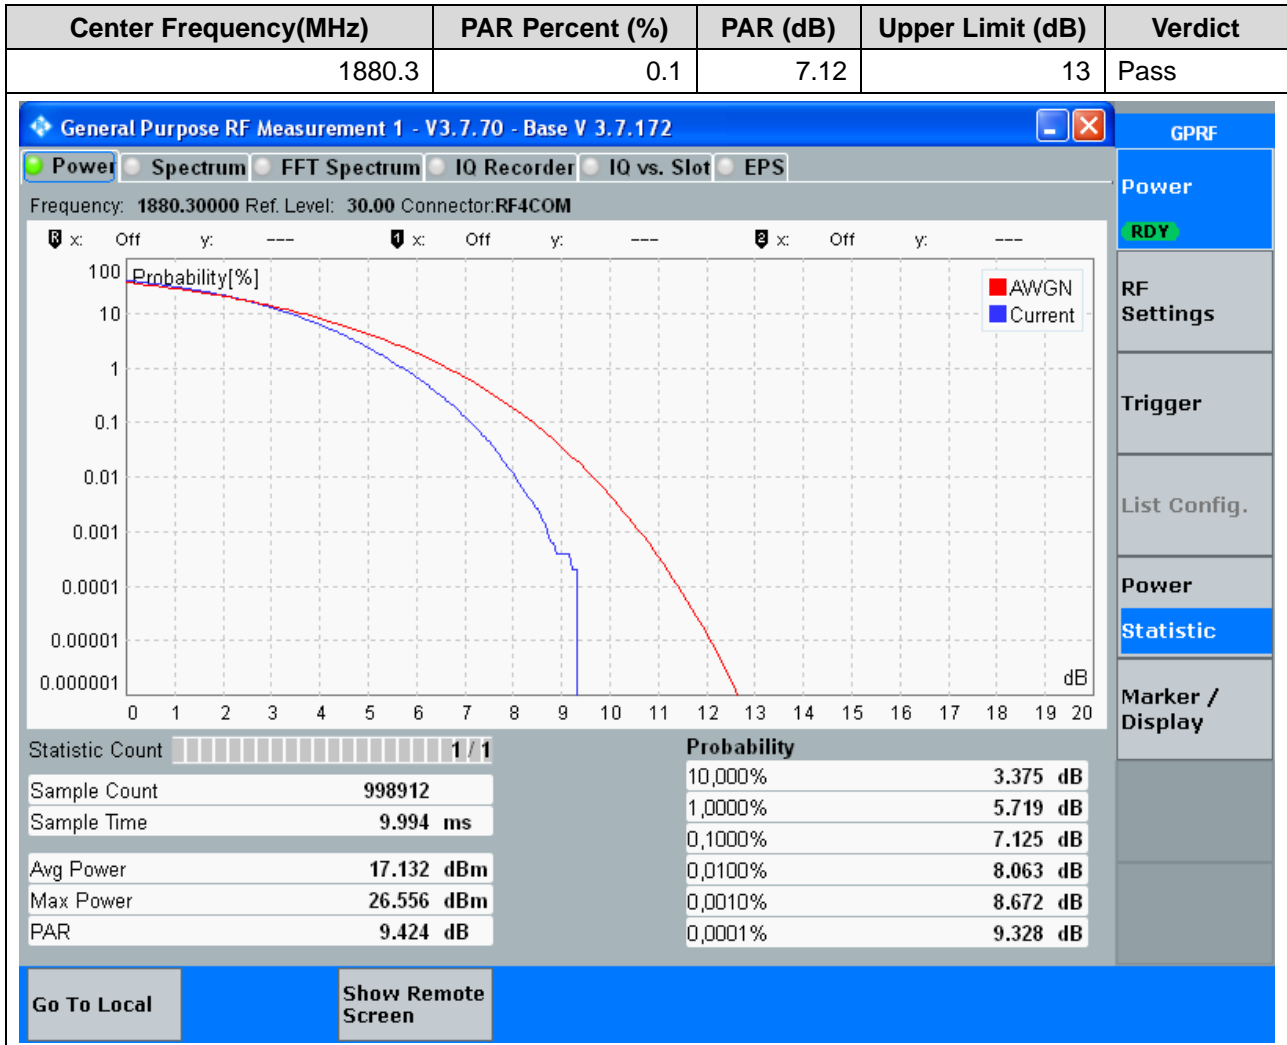 Center Frequency(MHz) PAR Percent (%) PAR (dB) Upper Limit (dB) Verdict
1880.3 0.1 7.12 13 Pass
General Purpose RF Measurement 1 - V3.7.70 - Base V 3.7.172
GPRF
Power Spectrum FFT Spectrum IQ Recorder IQ vs. Slot EPS
Frequency: 1880.30000 Ref. Level: 30.00 Connector:RF4COM
R x: Off y: --- 1 x: Off y: --- 2 x: Off y: ---
Probability[%]
AWGN
Current
100
10
1
0.1
0.01
0.001
0.0001
0.00001
0.000001
dB
0 1 2 3 4 5 6 7 8 9 10 11 12 13 14 15 16 17 18 19 20
Statistic Count 1 / 1
Sample Count 998912
Sample Time 9.994 ms
Avg Power 17.132 dBm
Max Power 26.556 dBm
PAR 9.424 dB
Probability
10,000% 3.375 dB
1,0000% 5.719 dB
0,1000% 7.125 dB
0,0100% 8.063 dB
0,0010% 8.672 dB
0,0001% 9.328 dB
Power
RDY
RF
Settings
Trigger
List Config.
Power
Statistic
Marker /
Display
Go To Local
Show Remote
Screen